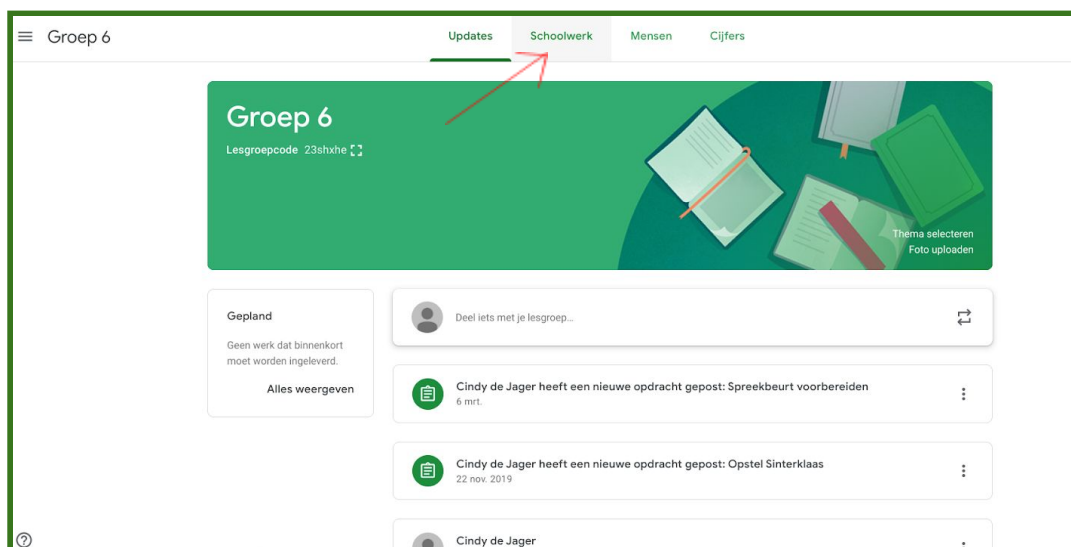 Groep 6
Updates Schoolwerk Mensen Cijfers
Groep 6
Lesgroepcode 23shxhe
Thema selecteren
Foto uploaden
Gepland
Geen werk dat binnenkort
moet worden ingeleverd.
Alles weergeven
Deel iets met je lesgroep...
Cindy de Jager heeft een nieuwe opdracht gepost: Spreekbeurt voorbereiden
6 mrt.
Cindy de Jager heeft een nieuwe opdracht gepost: Opstel Sinterklaas
22 nov. 2019
Cindy de Jager